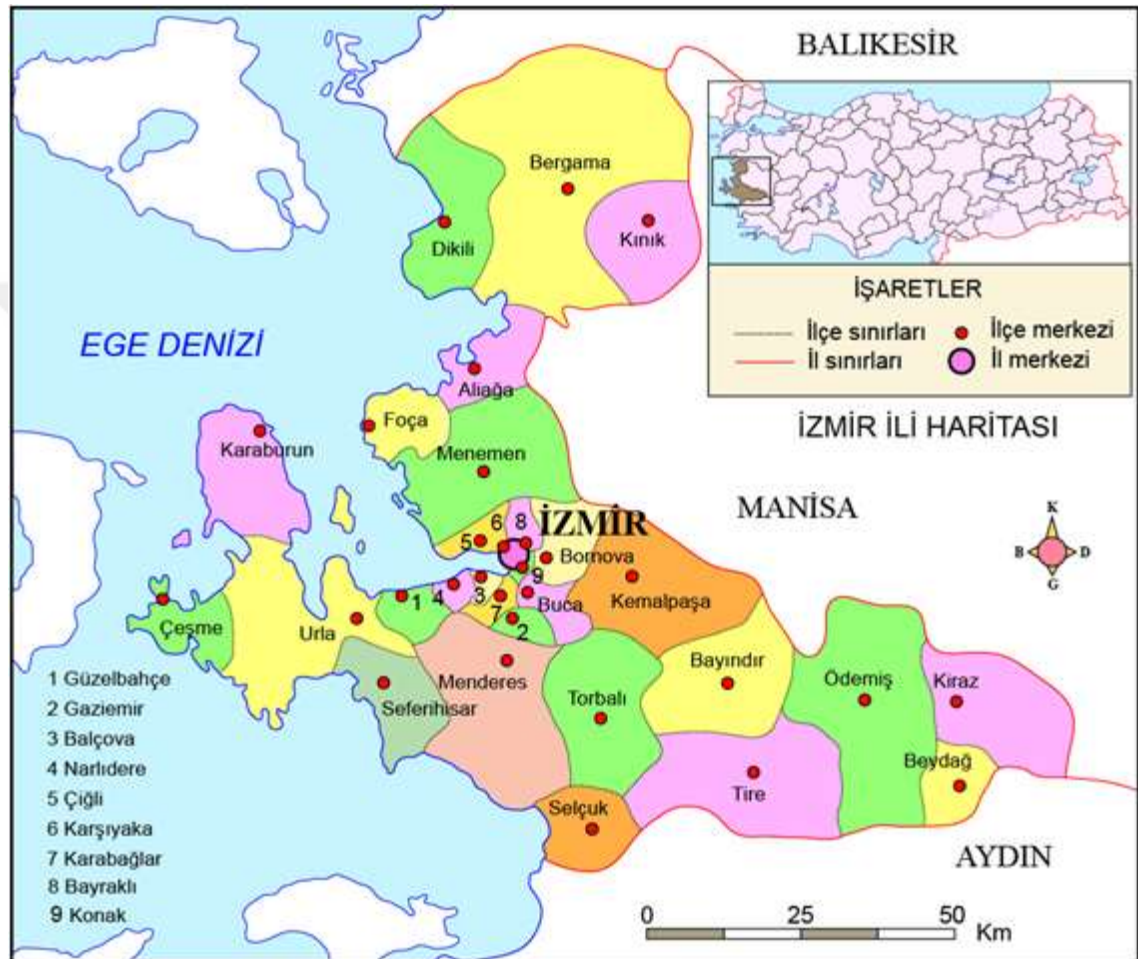 BALIKESİR
Bergama
Dikili
Kınık
İŞARETLER
İlçe sınırları
İlçe merkezi
İl sınırları
İl merkezi
EGE DENİZİ
Aliağa
Foça
Karaburun
Menemen
İZMİR İLİ HARİTASI
MANİSA
K
B
D
G
6
8
İZMİR
5
Bornova
9
4
3
1
7
2
Buca
Kemalpaşa
Çeşme
Urla
Seferihisar
Menderes
Torbalı
Bayındır
Ödemiş
Kiraz
Beydağ
Tire
Selçuk
AYDIN
1 Güzelbahçe
2 Gaziemir
3 Balçova
4 Narlıdere
5 Çiğli
6 Karşıyaka
7 Karabağlar
8 Bayraklı
9 Konak
0 25 50
Km